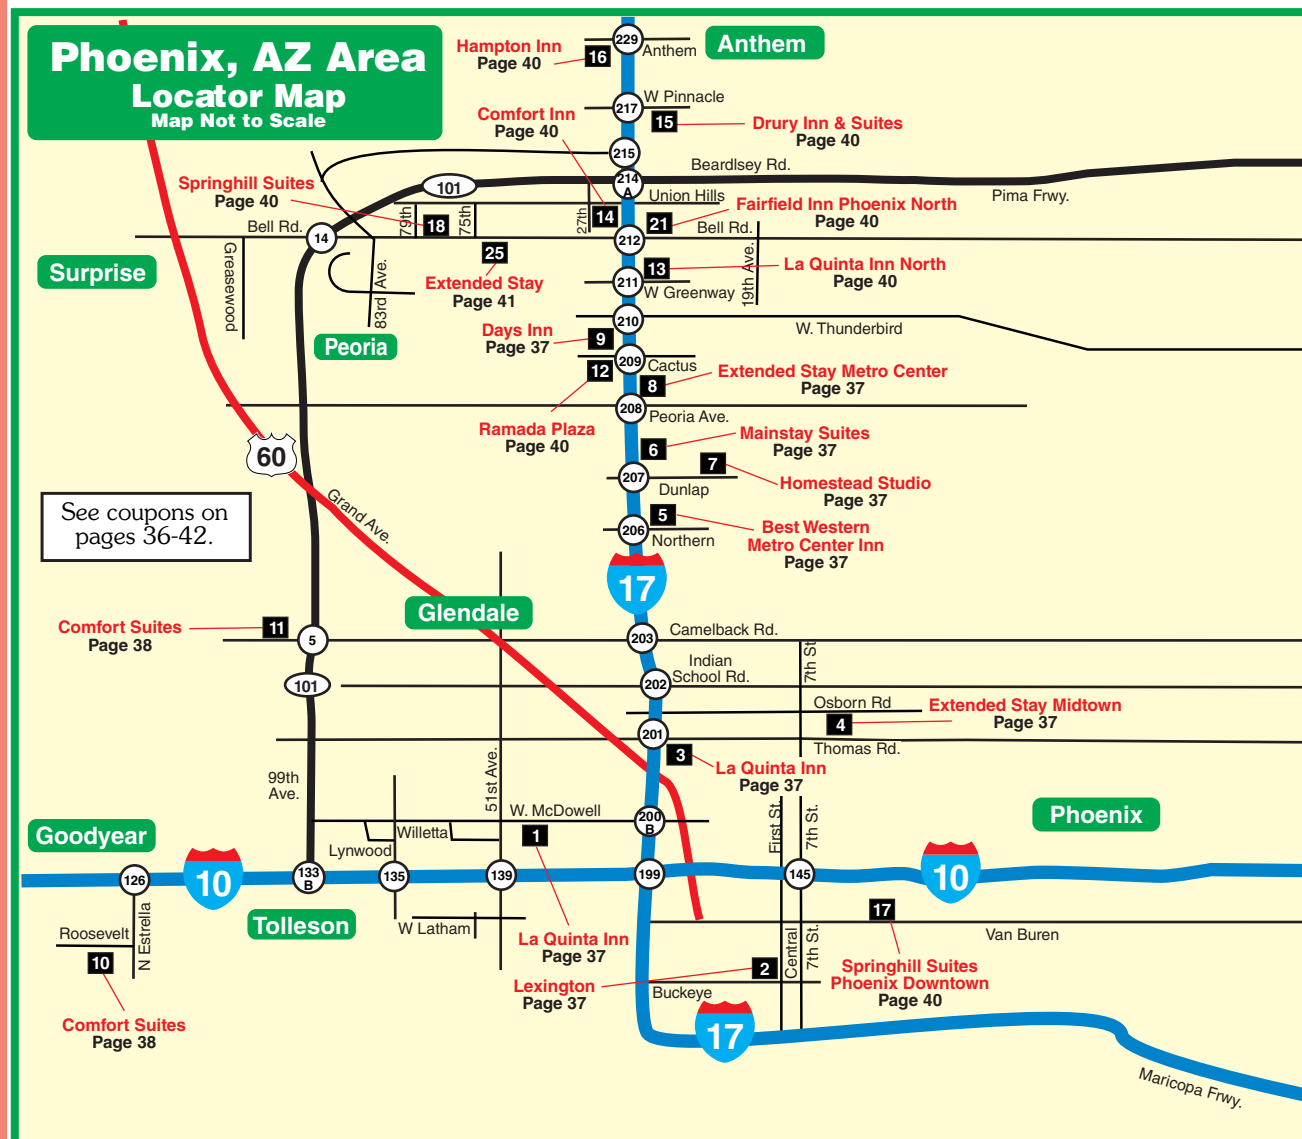 Phoenix, AZ Area
Locator Map
Map Not to Scale
Hampton Inn
Page 40
16
229
Anthem
Anthem
217
W Pinnacle
15
Drury Inn & Suites
Page 40
Comfort Inn
Page 40
215
Beardlsey Rd.
214
A
101
Union Hills
Pima Frwy.
Springhill Suites
Page 40
79th
18
75th
27th
14
21
Fairfield Inn Phoenix North
Page 40
Bell Rd.
14
212
Bell Rd.
Surprise
Greasewood
83rd Ave.
25
Extended Stay
Page 41
13
La Quinta Inn North
Page 40
211
W Greenway
19th Ave.
210
W. Thunderbird
Peoria
Days Inn
Page 37
9
209
Cactus
12
8
Extended Stay Metro Center
Page 37
208
Peoria Ave.
Ramada Plaza
Page 40
6
Mainstay Suites
Page 37
60
7
207
Dunlap
Homestead Studio
Page 37
Grand Ave.
See coupons on
pages 36-42.
5
206
Northern
Best Western
Metro Center Inn
Page 37
17
Glendale
Comfort Suites
Page 38
11
5
203
Camelback Rd.
101
202
Indian
School Rd.
7th St.
Osborn Rd
4
Extended Stay Midtown
Page 37
201
Thomas Rd.
3
La Quinta Inn
Page 37
99th
Ave.
51st Ave.
W. McDowell
200
B
First St.
7th St.
Phoenix
Goodyear
Willetta
Lynwood
1
126
10
133
B
135
139
199
145
10
Tolleson
Roosevelt
N Estrella
10
Comfort Suites
Page 38
W Latham
La Quinta Inn
Page 37
17
Van Buren
Central
7th St.
Springhill Suites
Phoenix Downtown
Page 40
2
Lexington
Page 37
Buckeye
17
Maricopa Frwy.